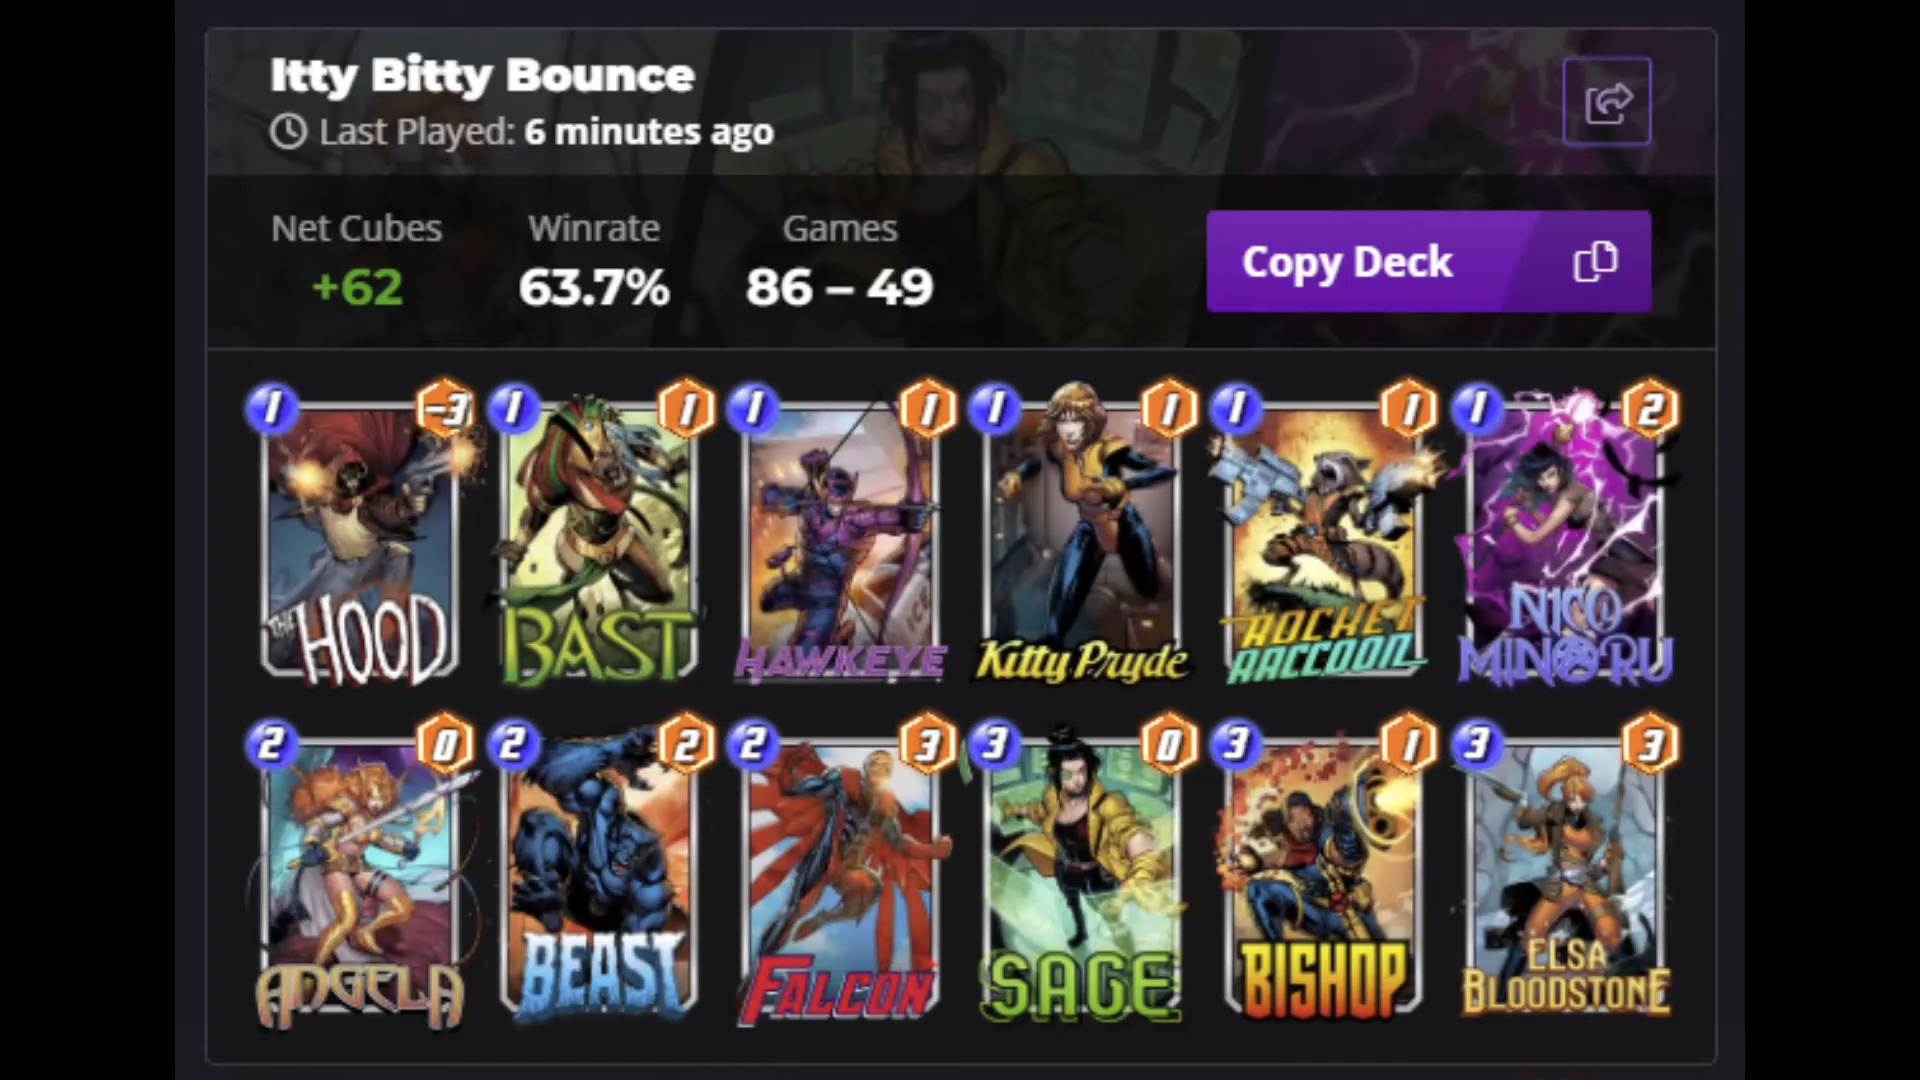 Itty Bitty Bounce
Last Played: 6 minutes ago
Net Cubes Winrate Games
+62 63.7% 86 – 49
Copy Deck
1 -3 1 1 1 1 1 1 1 1 1 2
THE HOOD BAST HAWKEYE Kitty Pryde ROCKET RACCOON NICO MINORU
2 0 2 2 2 3 3 0 3 1 3 3
ANGELA BEAST FALCON SAGE BISHOP ELSA BLOODSTONE